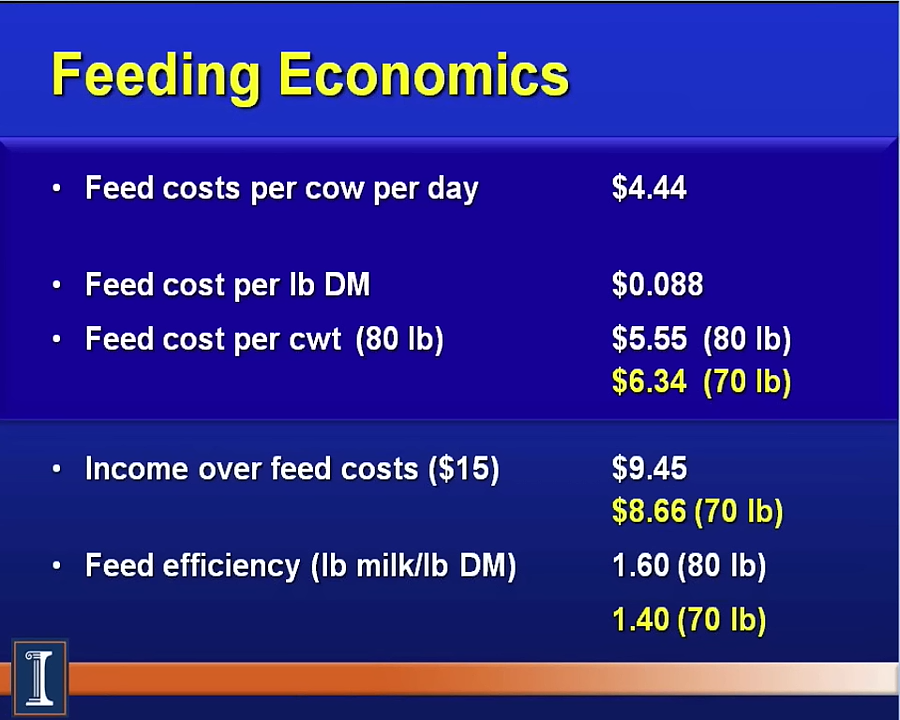 Feeding Economics
• Feed costs per cow per day $4.44
• Feed cost per lb DM $0.088
• Feed cost per cwt (80 lb) $5.55 (80 lb)
$6.34 (70 lb)
• Income over feed costs ($15) $9.45
$8.66 (70 lb)
• Feed efficiency (lb milk/lb DM) 1.60 (80 lb)
1.40 (70 lb)
I